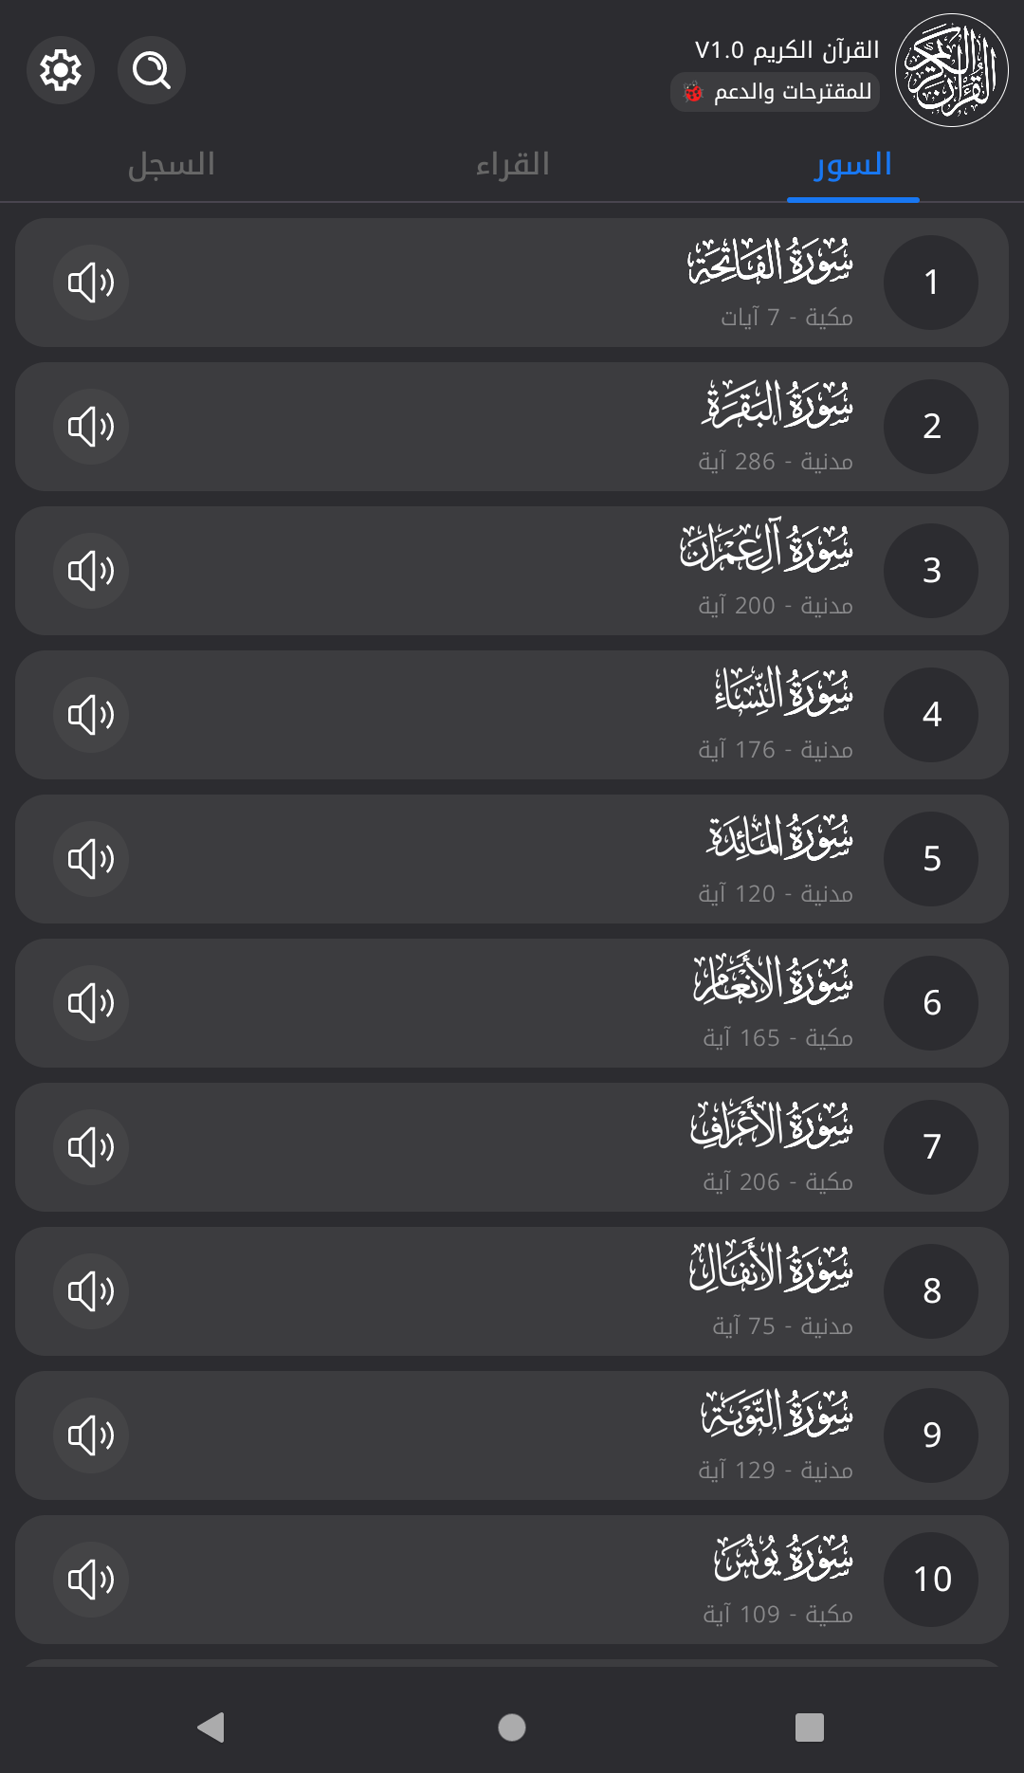 القرآن الكريم V1.0
للمقترحات والدعم
القرآن الكريم
السور
القراء
السجل
1
سُورَةُ الفَاتِحَةِ
مكية - 7 آيات
2
سُورَةُ البَقَرَةِ
مدنية - 286 آية
3
سُورَةُ آلِ عِمْرَانَ
مدنية - 200 آية
4
سُورَةُ النِّسَاءِ
مدنية - 176 آية
5
سُورَةُ المَائِدَةِ
مدنية - 120 آية
6
سُورَةُ الأَنْعَامِ
مكية - 165 آية
7
سُورَةُ الأَعْرَافِ
مكية - 206 آية
8
سُورَةُ الأَنفَالِ
مدنية - 75 آية
9
سُورَةُ التَّوْبَةِ
مدنية - 129 آية
10
سُورَةُ يُونُسَ
مكية - 109 آية